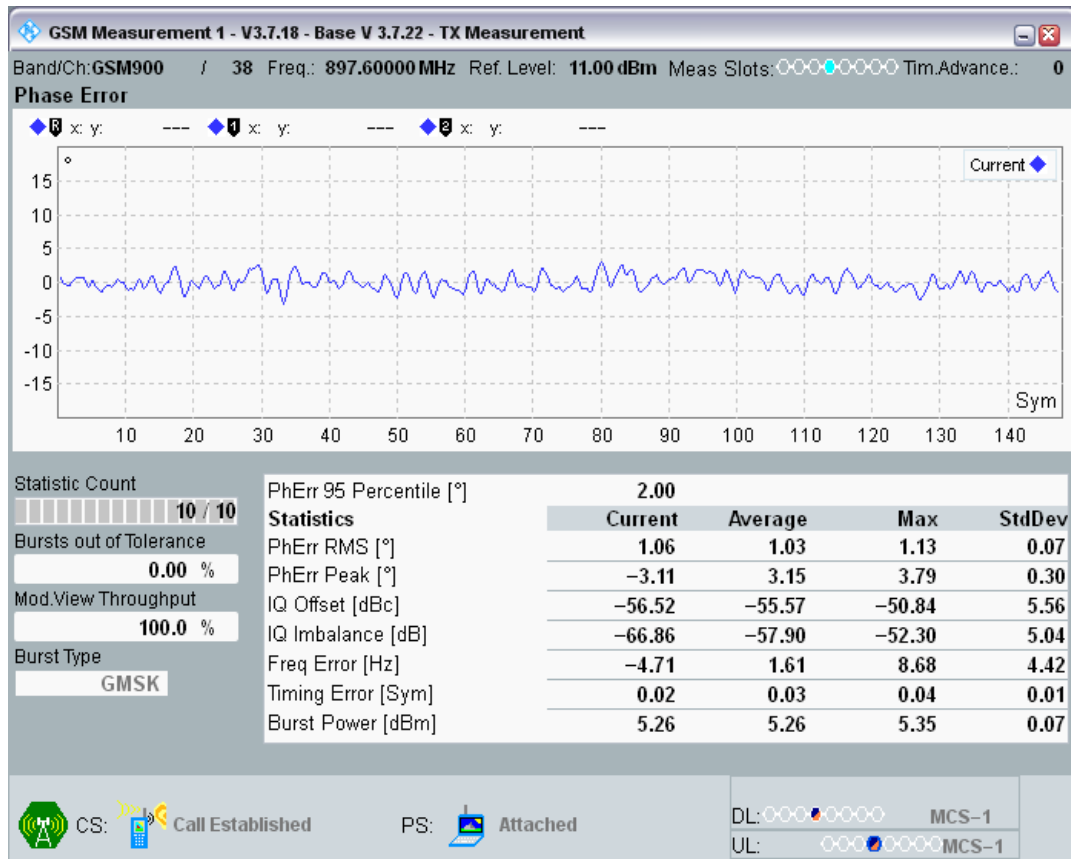 GSM Measurement 1 - V3.7.18 - Base V 3.7.22 - TX Measurement
Band/Ch:GSM900 / 38 Freq.: 897.60000 MHz Ref. Level: 11.00 dBm Meas Slots: Tim.Advance.: 0
Phase Error
R x: y: --- 1 x: y: --- 2 x: y: ---
°
Current
15
10
5
0
-5
-10
-15
Sym
10 20 30 40 50 60 70 80 90 100 110 120 130 140
Statistic Count
10 / 10
Bursts out of Tolerance
0.00 %
Mod.View Throughput
100.0 %
Burst Type
GMSK
PhErr 95 Percentile [°] 2.00
Statistics Current Average Max StdDev
PhErr RMS [°] 1.06 1.03 1.13 0.07
PhErr Peak [°] −3.11 3.15 3.79 0.30
IQ Offset [dBc] −56.52 −55.57 −50.84 5.56
IQ Imbalance [dB] −66.86 −57.90 −52.30 5.04
Freq Error [Hz] −4.71 1.61 8.68 4.42
Timing Error [Sym] 0.02 0.03 0.04 0.01
Burst Power [dBm] 5.26 5.26 5.35 0.07
CS: Call Established PS: Attached
DL: MCS−1
UL: MCS−1